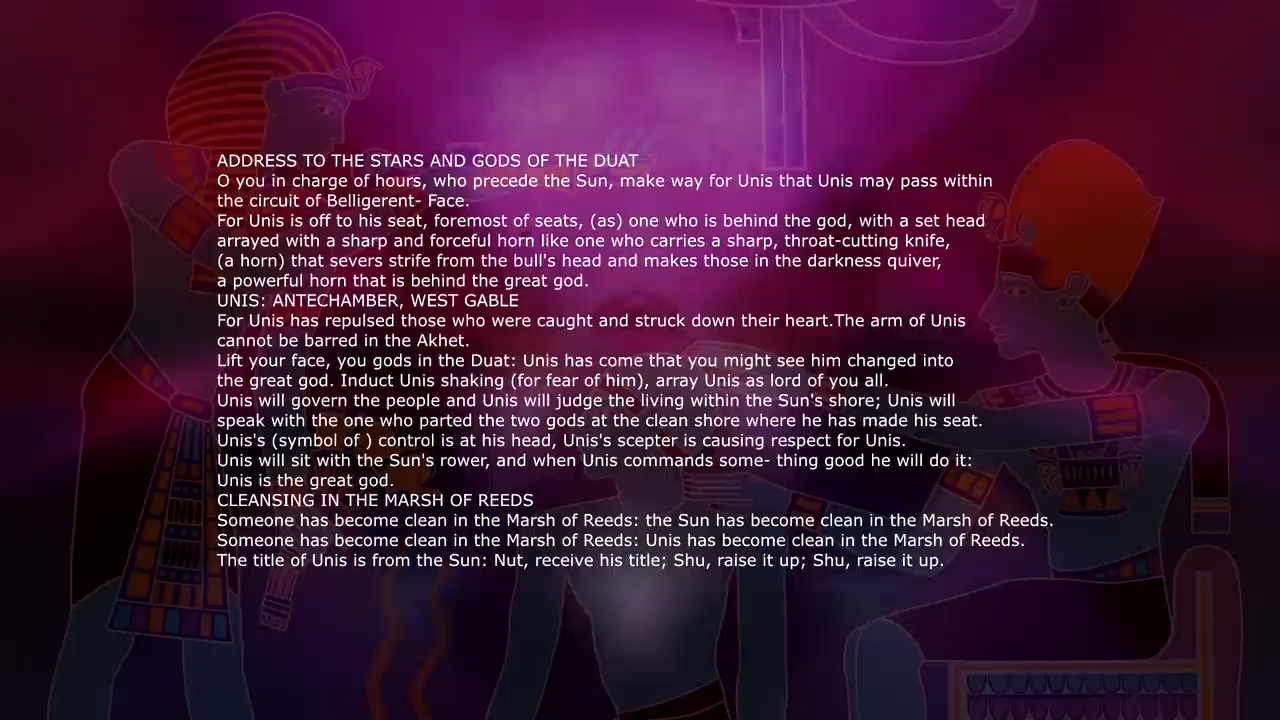 ADDRESS TO THE STARS AND GODS OF THE DUAT
O you in charge of hours, who precede the Sun, make way for Unis that Unis may pass within
the circuit of Belligerent- Face.
For Unis is off to his seat, foremost of seats, (as) one who is behind the god, with a set head
arrayed with a sharp and forceful horn like one who carries a sharp, throat-cutting knife,
(a horn) that severs strife from the bull's head and makes those in the darkness quiver,
a powerful horn that is behind the great god.
UNIS: ANTECHAMBER, WEST GABLE
For Unis has repulsed those who were caught and struck down their heart.The arm of Unis
cannot be barred in the Akhet.
Lift your face, you gods in the Duat: Unis has come that you might see him changed into
the great god. Induct Unis shaking (for fear of him), array Unis as lord of you all.
Unis will govern the people and Unis will judge the living within the Sun's shore; Unis will
speak with the one who parted the two gods at the clean shore where he has made his seat.
Unis's (symbol of ) control is at his head, Unis's scepter is causing respect for Unis.
Unis will sit with the Sun's rower, and when Unis commands some- thing good he will do it:
Unis is the great god.
CLEANSING IN THE MARSH OF REEDS
Someone has become clean in the Marsh of Reeds: the Sun has become clean in the Marsh of Reeds.
Someone has become clean in the Marsh of Reeds: Unis has become clean in the Marsh of Reeds.
The title of Unis is from the Sun: Nut, receive his title; Shu, raise it up; Shu, raise it up.